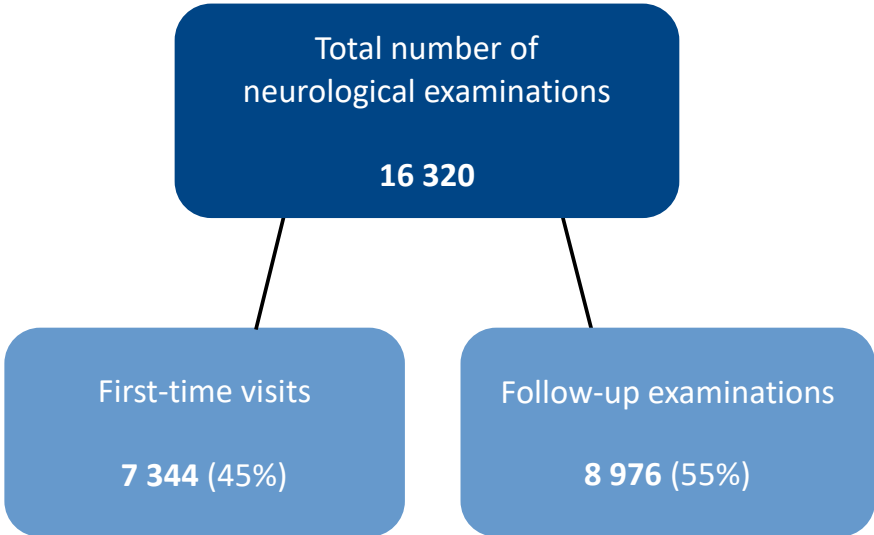 Total number of
neurological examinations
16 320
First-time visits
7 344 (45%)
Follow-up examinations
8 976 (55%)